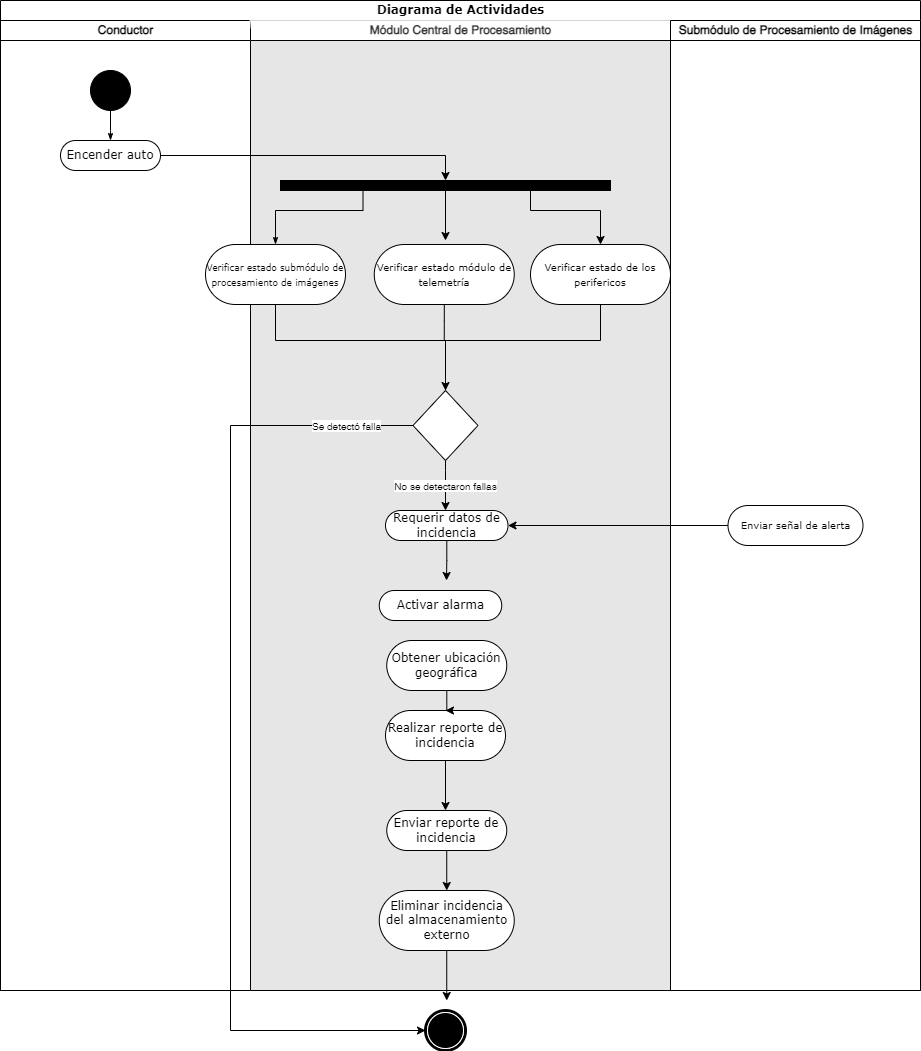 Diagrama de Actividades
Conductor
Módulo Central de Procesamiento
Submódulo de Procesamiento de Imágenes
Encender auto
Verificar estado submódulo de
procesamiento de imágenes
Verificar estado módulo de
telemetría
Verificar estado de los
perifericos
Se detectó falla
No se detectaron fallas
Requerir datos de
incidencia
Enviar señal de alerta
Activar alarma
Obtener ubicación
geográfica
Realizar reporte de
incidencia
Enviar reporte de
incidencia
Eliminar incidencia
del almacenamiento
externo